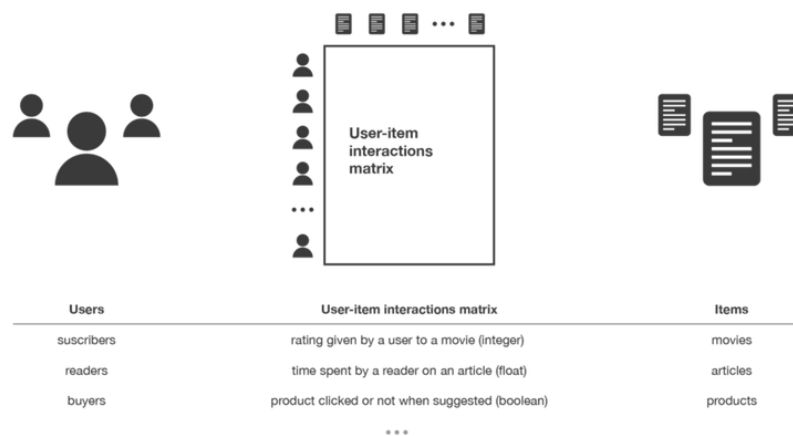 User-item
interactions
matrix
Users User-item interactions matrix Items
suscribers rating given by a user to a movie (integer) movies
readers time spent by a reader on an article (float) articles
buyers product clicked or not when suggested (boolean) products